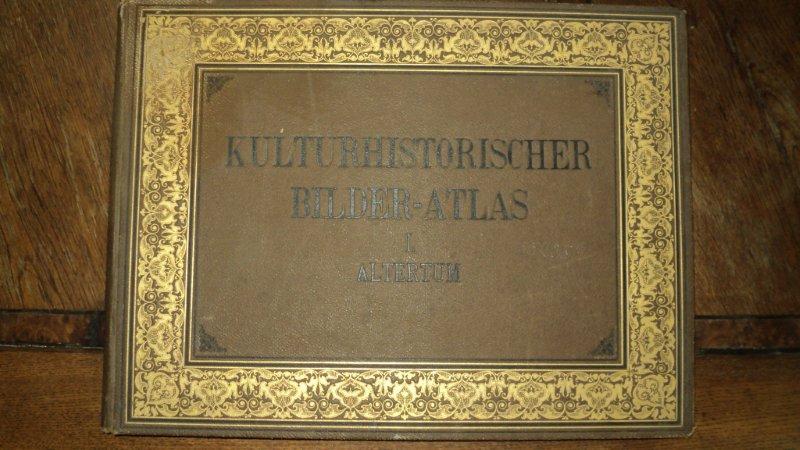 KULTURHISTORISCHER
BILDER-ATLAS
I.
ALTERTUM